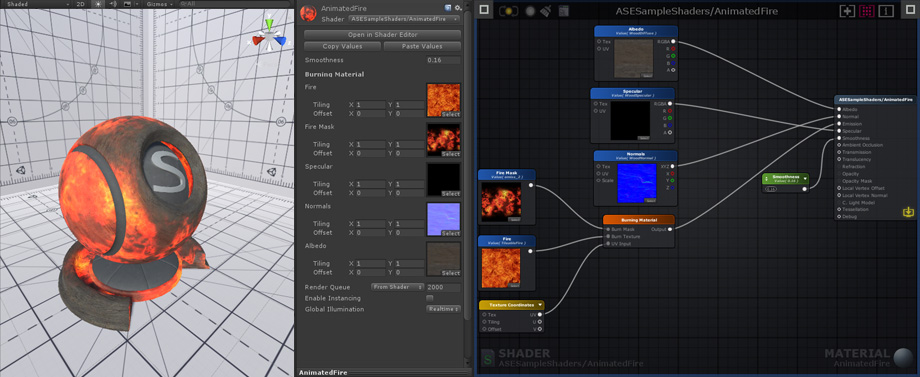 Shaded 2D Gizmos All
S
AnimatedFire
Shader ASESampleShaders/AnimatedFire
Open in Shader Editor
Copy Values Paste Values
Smoothness 0.16
Burning Material
Fire
Tiling X 1 Y 1
Offset X 0 Y 0
Select
Fire Mask
Tiling X 1 Y 1
Offset X 0 Y 0
Select
Specular
Tiling X 1 Y 1
Offset X 0 Y 0
Select
Normals
Tiling X 1 Y 1
Offset X 0 Y 0
Select
Albedo
Tiling X 1 Y 1
Offset X 0 Y 0
Select
Render Queue From Shader 2000
Enable Instancing
Global Illumination Realtime
AnimatedFire
ASESampleShaders/AnimatedFire
1
Albedo
Tex RGBA
UV R
G
B
A
Specular
Tex RGBA
UV R
G
B
A
Normals
Tex XYZ
UV X
Scale Y
Z
Fire Mask
Fire
Burning Material
Burn Mask Output
Burn Texture
UV Input
Texture Coordinates
Tex UV
Tiling U
Offset V
Smoothness
Value( 0.16 )
0.16
ASESampleShaders/AnimatedFire
Albedo
Normal
Emission
Specular
Smoothness
Ambient Occlusion
Transmission
Translucency
Refraction
Opacity
Opacity Mask
Local Vertex Offset
Local Vertex Normal
C. Light Model
Tessellation
Debug
S SHADER
ASESampleShaders/AnimatedFire
MATERIAL
AnimatedFire